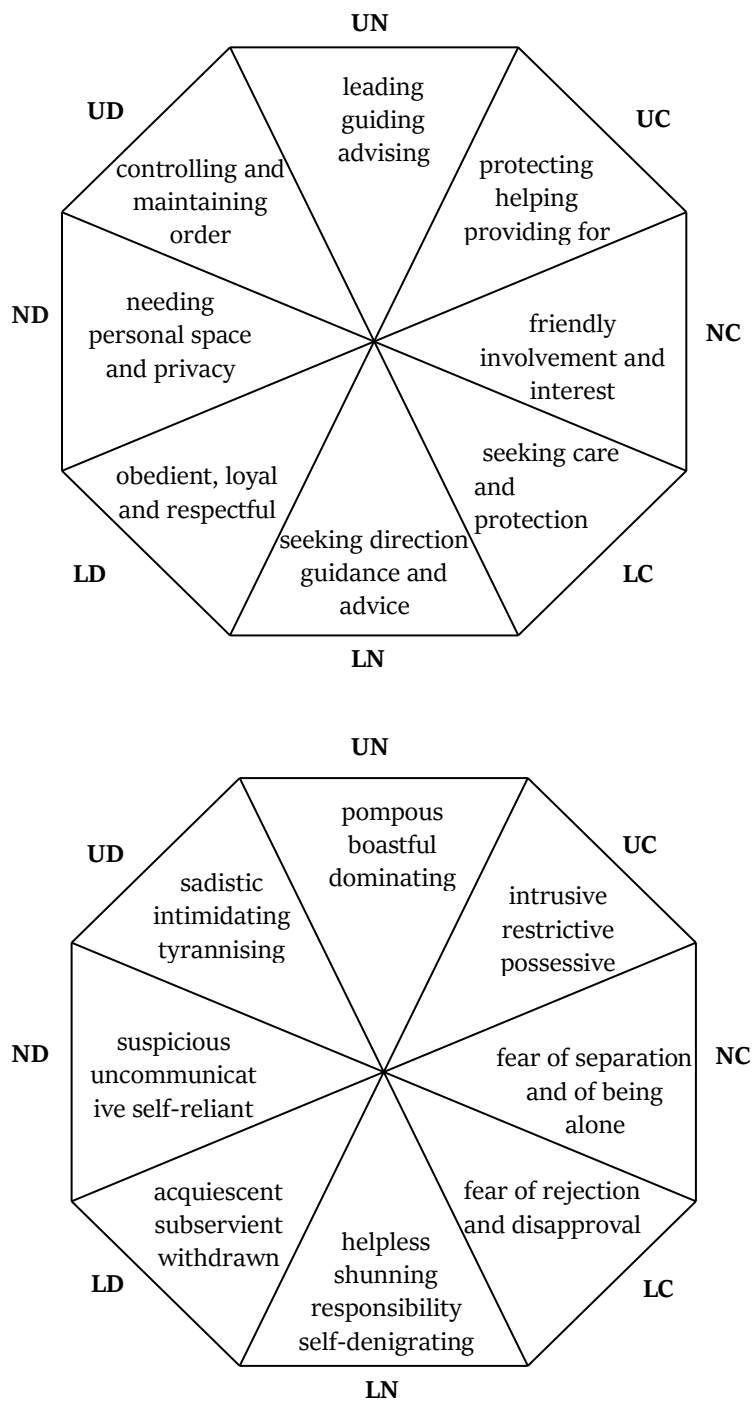 UN
leading
guiding
advising
UD
UC
controlling and
maintaining
order
protecting
helping
providing for
ND
needing
personal space
and privacy
friendly
involvement and
interest
NC
obedient, loyal
and respectful
seeking care
and
protection
seeking direction
guidance and
advice
LD
LC
LN
UN
pompous
boastful
dominating
UD
UC
sadistic
intimidating
tyrannising
intrusive
restrictive
possessive
ND
suspicious
uncommunicat
ive self-reliant
fear of separation
and of being
alone
NC
acquiescent
subservient
withdrawn
fear of rejection
and disapproval
helpless
shunning
responsibility
self-denigrating
LD
LC
LN